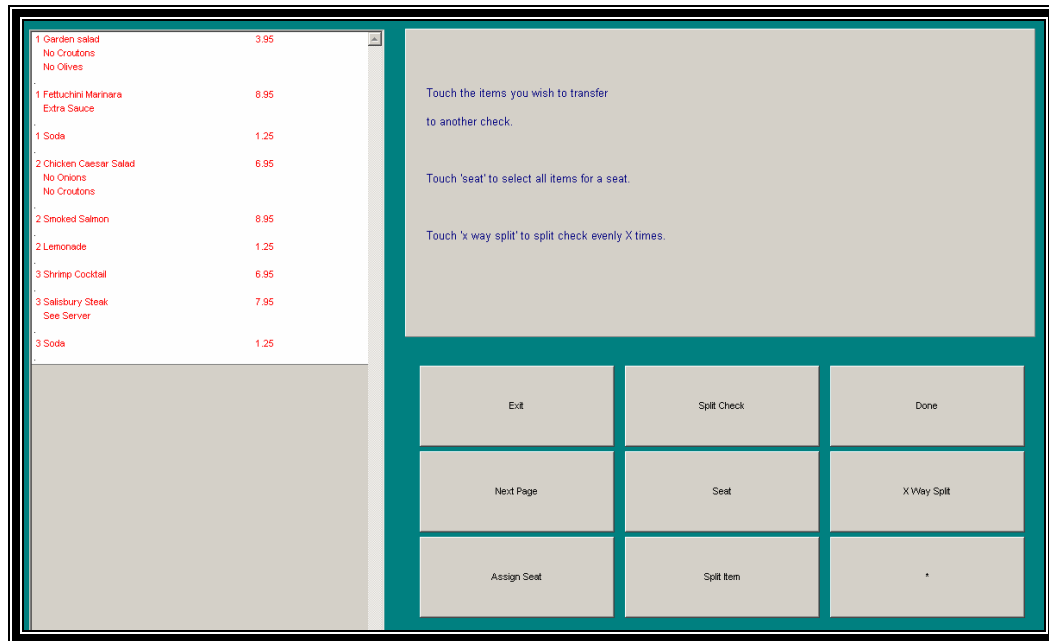 1 Garden salad 3.95
No Croutons
No Olives
.
1 Fettuchini Marinara 8.95
Extra Sauce
.
1 Soda 1.25
.
2 Chicken Caesar Salad 6.95
No Onions
No Croutons
.
2 Smoked Salmon 8.95
.
2 Lemonade 1.25
.
3 Shrimp Cocktail 6.95
.
3 Salisbury Steak 7.95
See Server
.
3 Soda 1.25
.
Touch the items you wish to transfer
to another check.
Touch 'seat' to select all items for a seat.
Touch 'x way split' to split check evenly X times.
Exit Split Check Done
Next Page Seat X Way Split
Assign Seat Split Item *